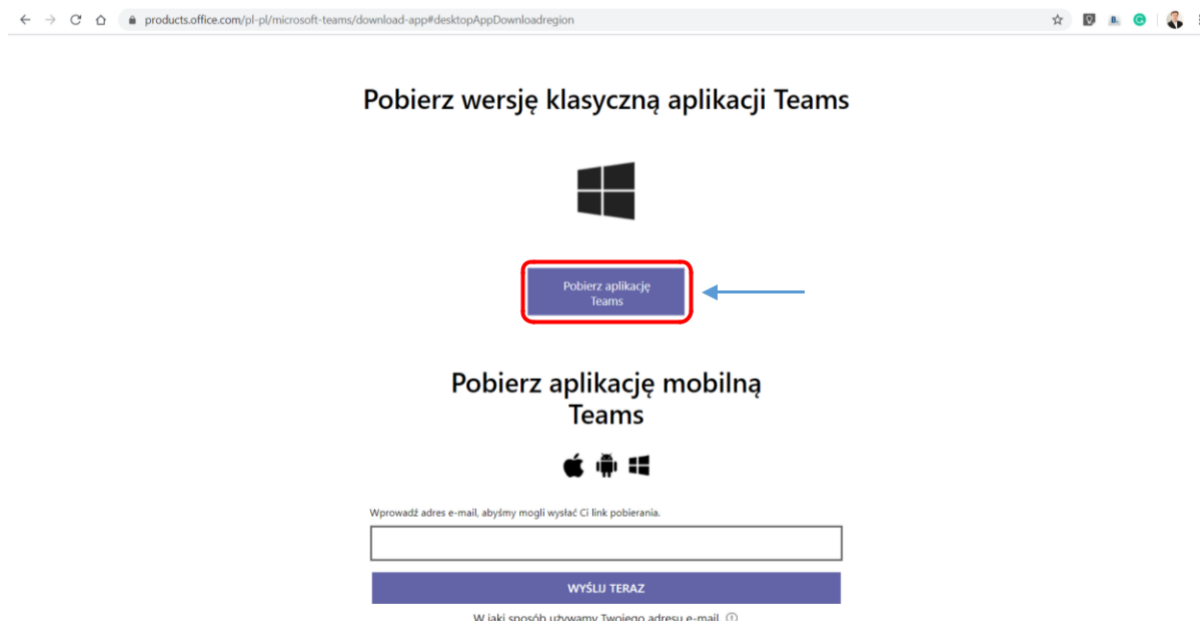 products.office.com/pl-pl/microsoft-teams/download-app#desktopAppDownloadregion
Pobierz wersję klasyczną aplikacji Teams
Pobierz aplikację
Teams
Pobierz aplikację mobilną
Teams
Wprowadź adres e-mail, abyśmy mogli wysłać Ci link pobierania.
WYŚLIJ TERAZ
W jaki sposób używamy Twojego adresu e-mail.